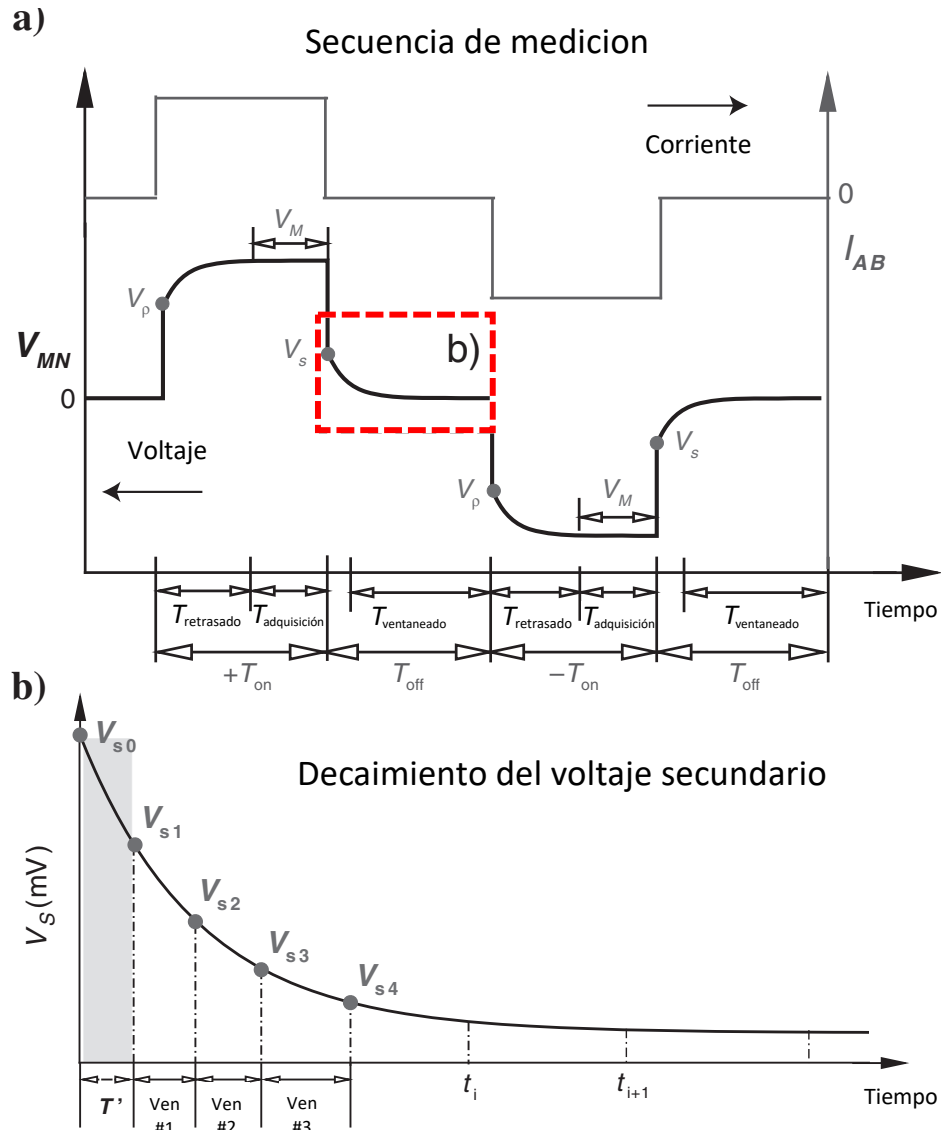 a)
Secuencia de medicion
Corriente
0
I_AB
V_M
V_ρ
V_MN
V_s
b)
0
Voltaje
V_s
V_ρ
V_M
T_retrasado
T_adquisición
T_ventaneado
T_retrasado
T_adquisición
T_ventaneado
Tiempo
+T_on
T_off
−T_on
T_off
b)
V_s0
Decaimiento del voltaje secundario
V_s1
V_s2
V_s3
V_s4
V_S (mV)
t_i
t_i+1
Tiempo
T'
Ven
#1
Ven
#2
Ven
#3